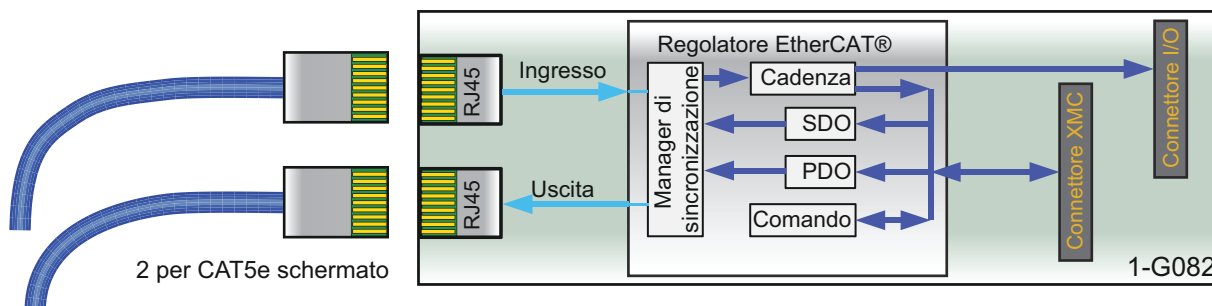 Regolatore EtherCAT®
RJ45
Ingresso
Manager di
sincronizzazione
Cadenza
SDO
PDO
Comando
RJ45
Uscita
Connettore XMC
Connettore I/O
2 per CAT5e schermato
1-G082